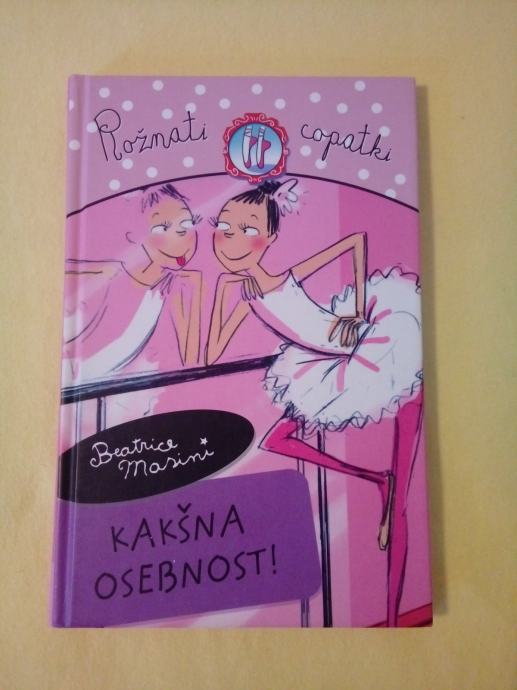 Rožnati copatki
Beatrice
Masini
KAKŠNA
OSEBNOST!